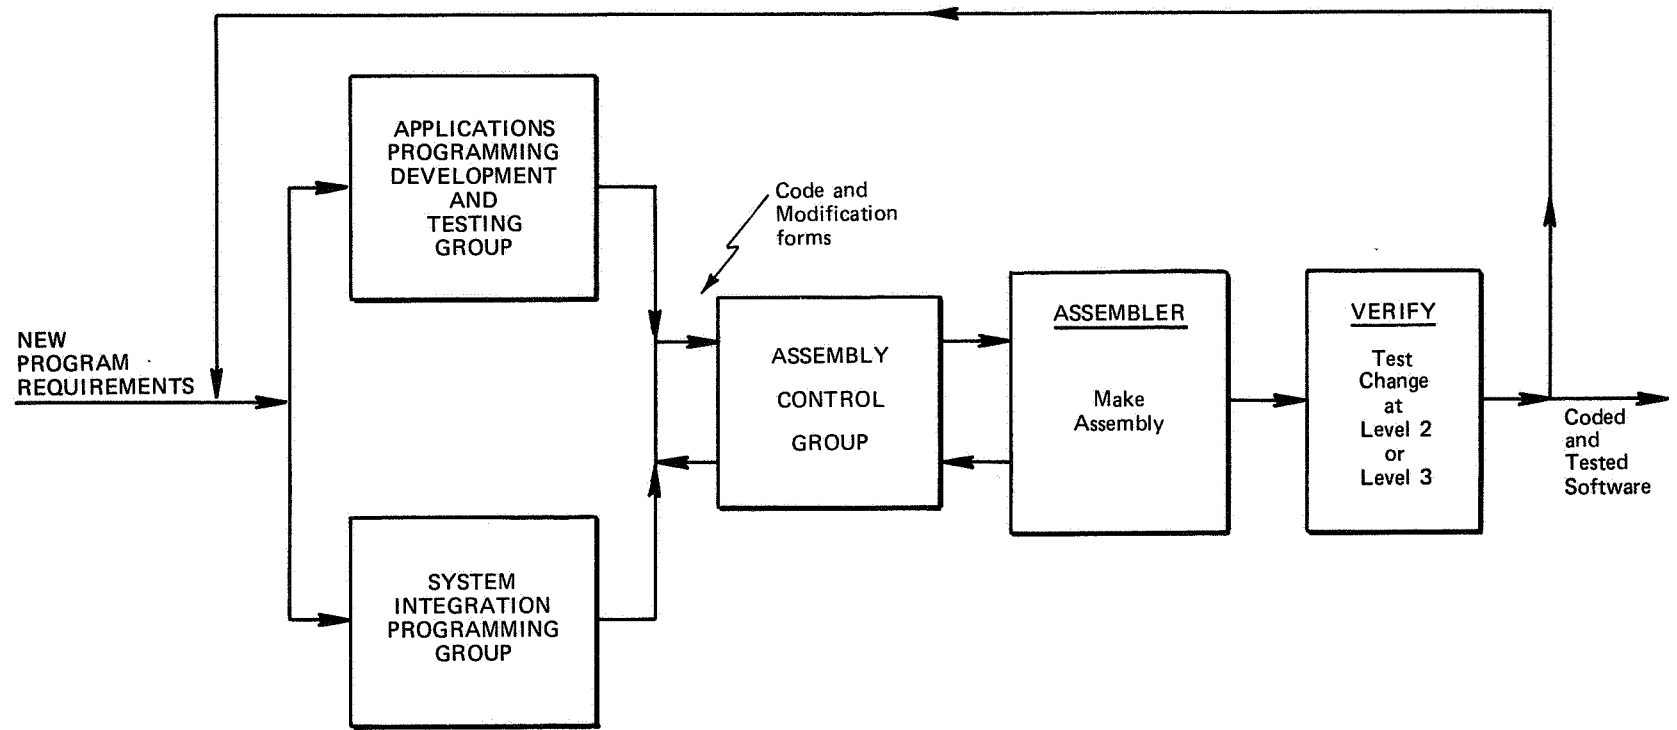 NEW
PROGRAM
REQUIREMENTS
APPLICATIONS
PROGRAMMING
DEVELOPMENT
AND
TESTING
GROUP
SYSTEM
INTEGRATION
PROGRAMMING
GROUP
Code and
Modification
forms
ASSEMBLY
CONTROL
GROUP
ASSEMBLER
Make
Assembly
VERIFY
Test
Change
at
Level 2
or
Level 3
Coded
and
Tested
Software